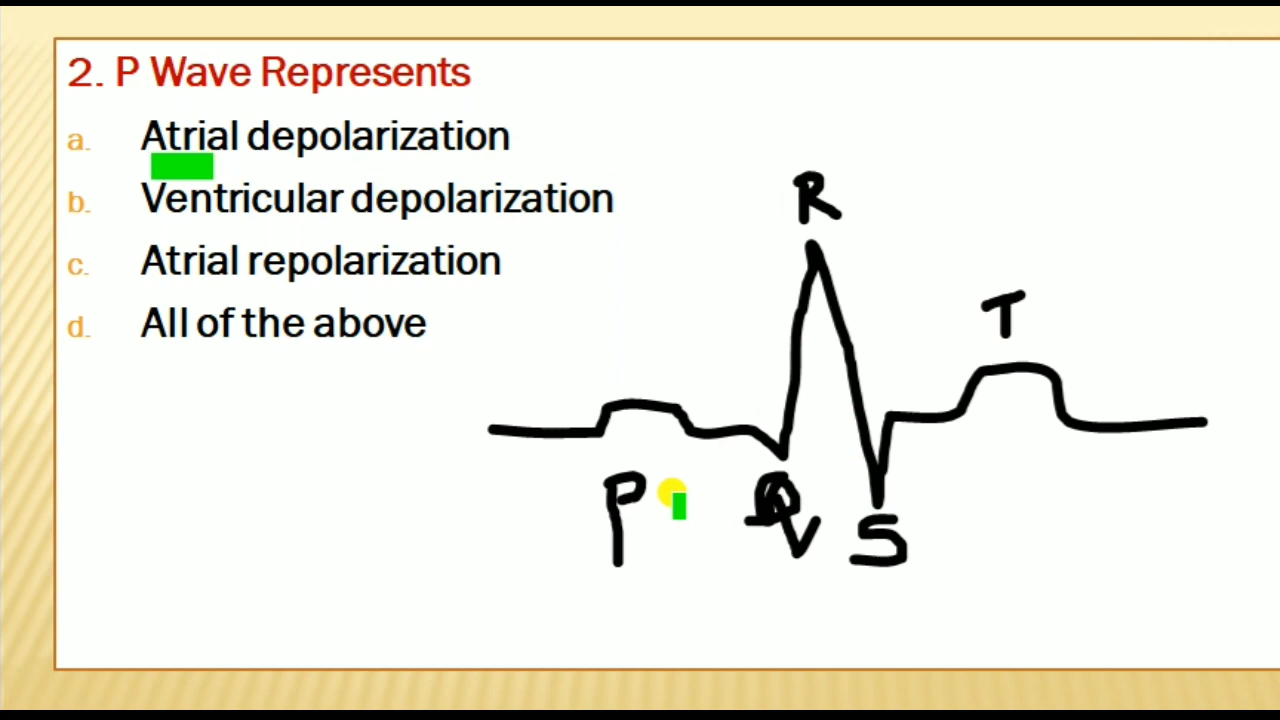 2. P Wave Represents
a. Atrial depolarization
b. Ventricular depolarization
c. Atrial repolarization
d. All of the above
R
T
P Q S